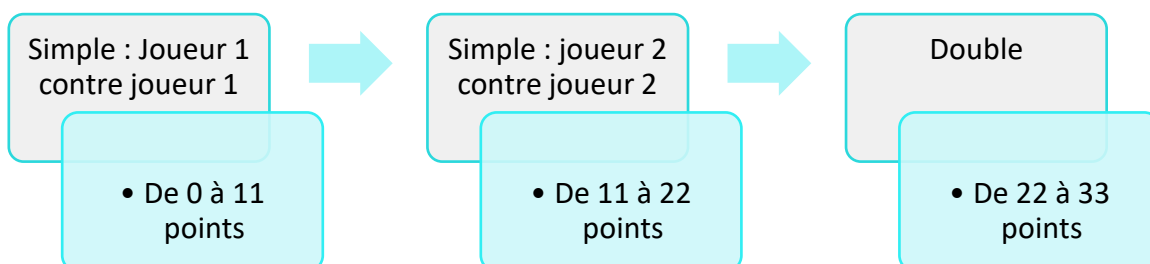 Simple : Joueur 1
contre joueur 1
• De 0 à 11
points
Simple : joueur 2
contre joueur 2
• De 11 à 22
points
Double
• De 22 à 33
points